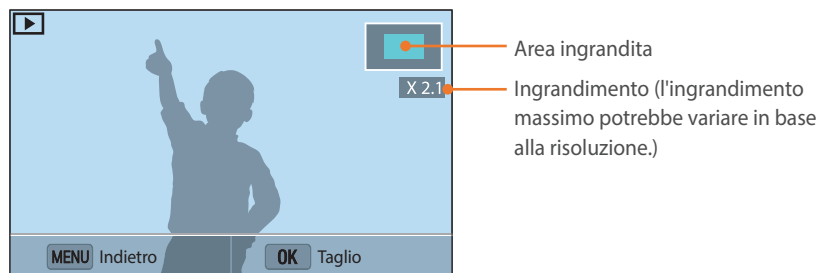 X 2.1
MENU Indietro
OK Taglio
Area ingrandita
Ingrandimento (l'ingrandimento
massimo potrebbe variare in base
alla risoluzione.)